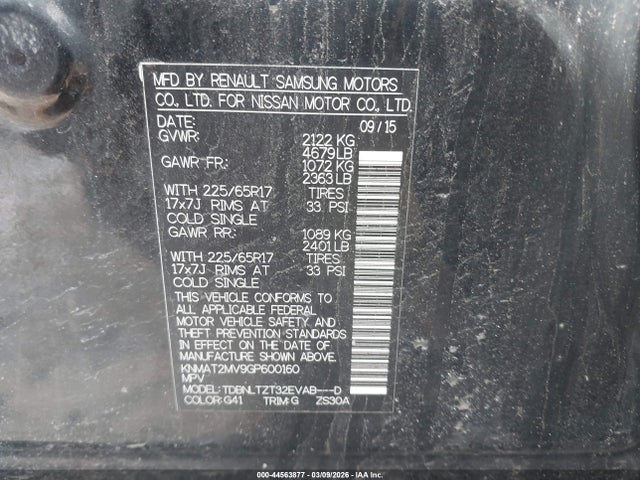 MFD BY RENAULT SAMSUNG MOTORS
CO., LTD. FOR NISSAN MOTOR CO., LTD.
DATE: 09/15
GVWR: 2122 KG
4679 LB
GAWR FR: 1072 KG
2363 LB
WITH 225/65R17 TIRES
17x7J RIMS AT 33 PSI
COLD SINGLE
GAWR RR: 1089 KG
2401 LB
WITH 225/65R17 TIRES
17x7J RIMS AT 33 PSI
COLD SINGLE
THIS VEHICLE CONFORMS TO
ALL APPLICABLE FEDERAL
MOTOR VEHICLE SAFETY, AND
THEFT PREVENTION STANDARDS
IN EFFECT ON THE DATE OF
MANUFACTURE SHOWN ABOVE.
KNMAT2MV9GP600160
MPV
MODEL: TDBNLTZT32EVAB---D
COLOR: G41 TRIM: G ZS30A
000-44563877 | 03/09/2026 | IAA Inc.